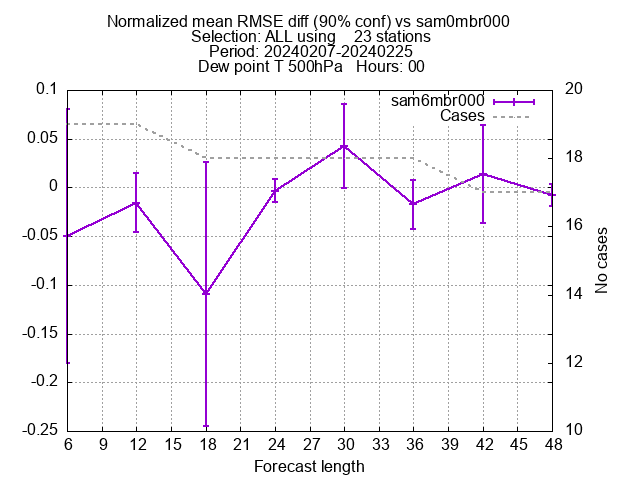 Normalized mean RMSE diff (90% conf) vs sam0mbr000
Selection: ALL using    23 stations
Period: 20240207-20240225
Dew point T 500hPa   Hours: 00
sam6mbr000
Cases
0.1
0.05
0
-0.05
-0.1
-0.15
-0.2
-0.25
20
18
16
14
12
10
No cases
6 9 12 15 18 21 24 27 30 33 36 39 42 45 48
Forecast length